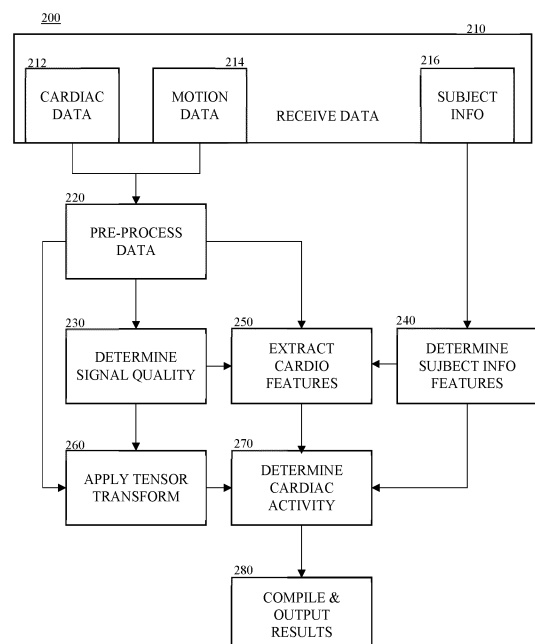 200
210
212
214
216
CARDIAC
DATA
MOTION
DATA
RECEIVE DATA
SUBJECT
INFO
220
PRE-PROCESS
DATA
230
250
240
DETERMINE
SIGNAL QUALITY
EXTRACT
CARDIO
FEATURES
DETERMINE
SUJBECT INFO
FEATURES
260
270
APPLY TENSOR
TRANSFORM
DETERMINE
CARDIAC
ACTIVITY
280
COMPILE &
OUTPUT
RESULTS